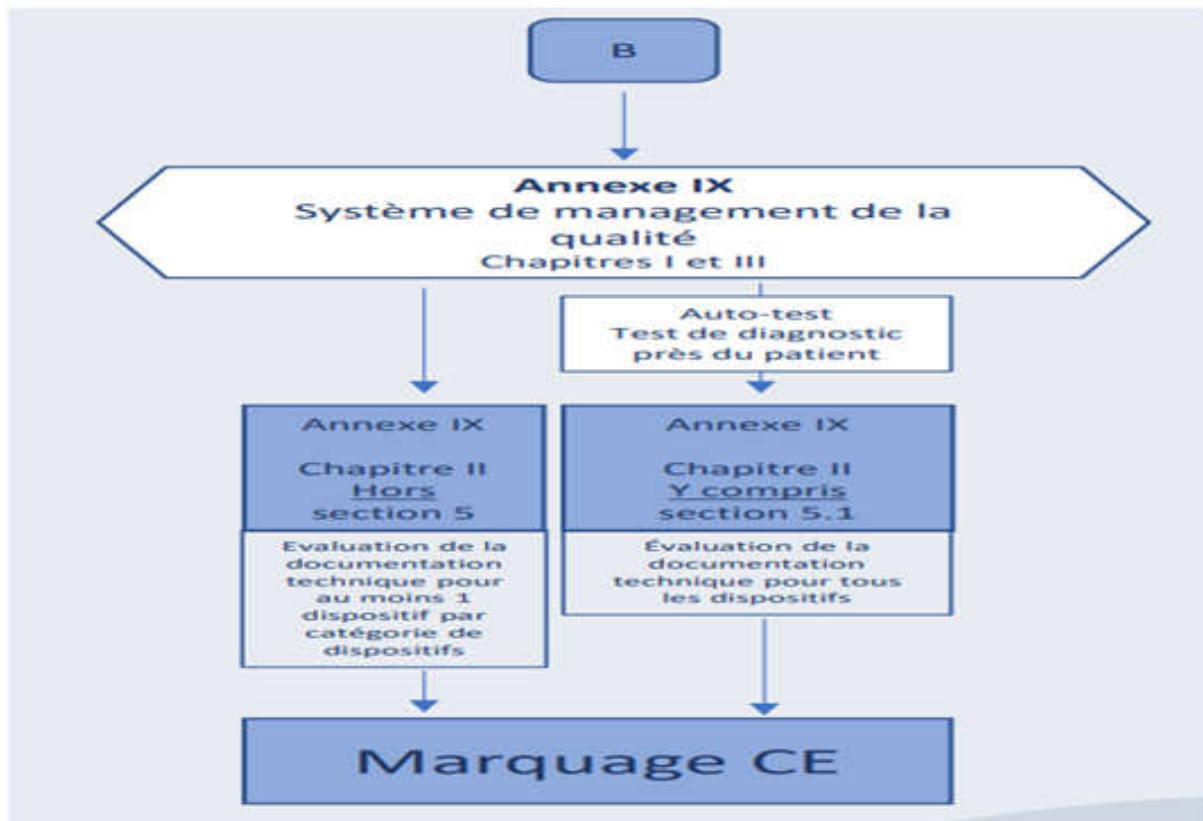 B
Annexe IX
Système de management de la
qualité
Chapitres I et III
Auto-test
Test de diagnostic
près du patient
Annexe IX
Chapitre II
Hors
section 5
Evaluation de la
documentation
technique pour
au moins 1
dispositif par
catégorie de
dispositifs
Annexe IX
Chapitre II
Y compris
section 5.1
Évaluation de la
documentation
technique pour tous
les dispositifs
Marquage CE